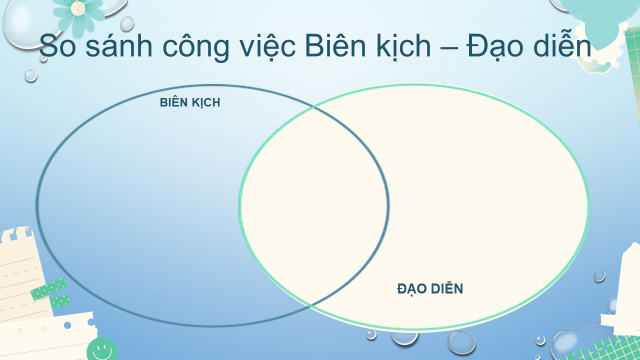 So sánh công việc Biên kịch – Đạo diễn
BIÊN KỊCH
ĐẠO DIỄN